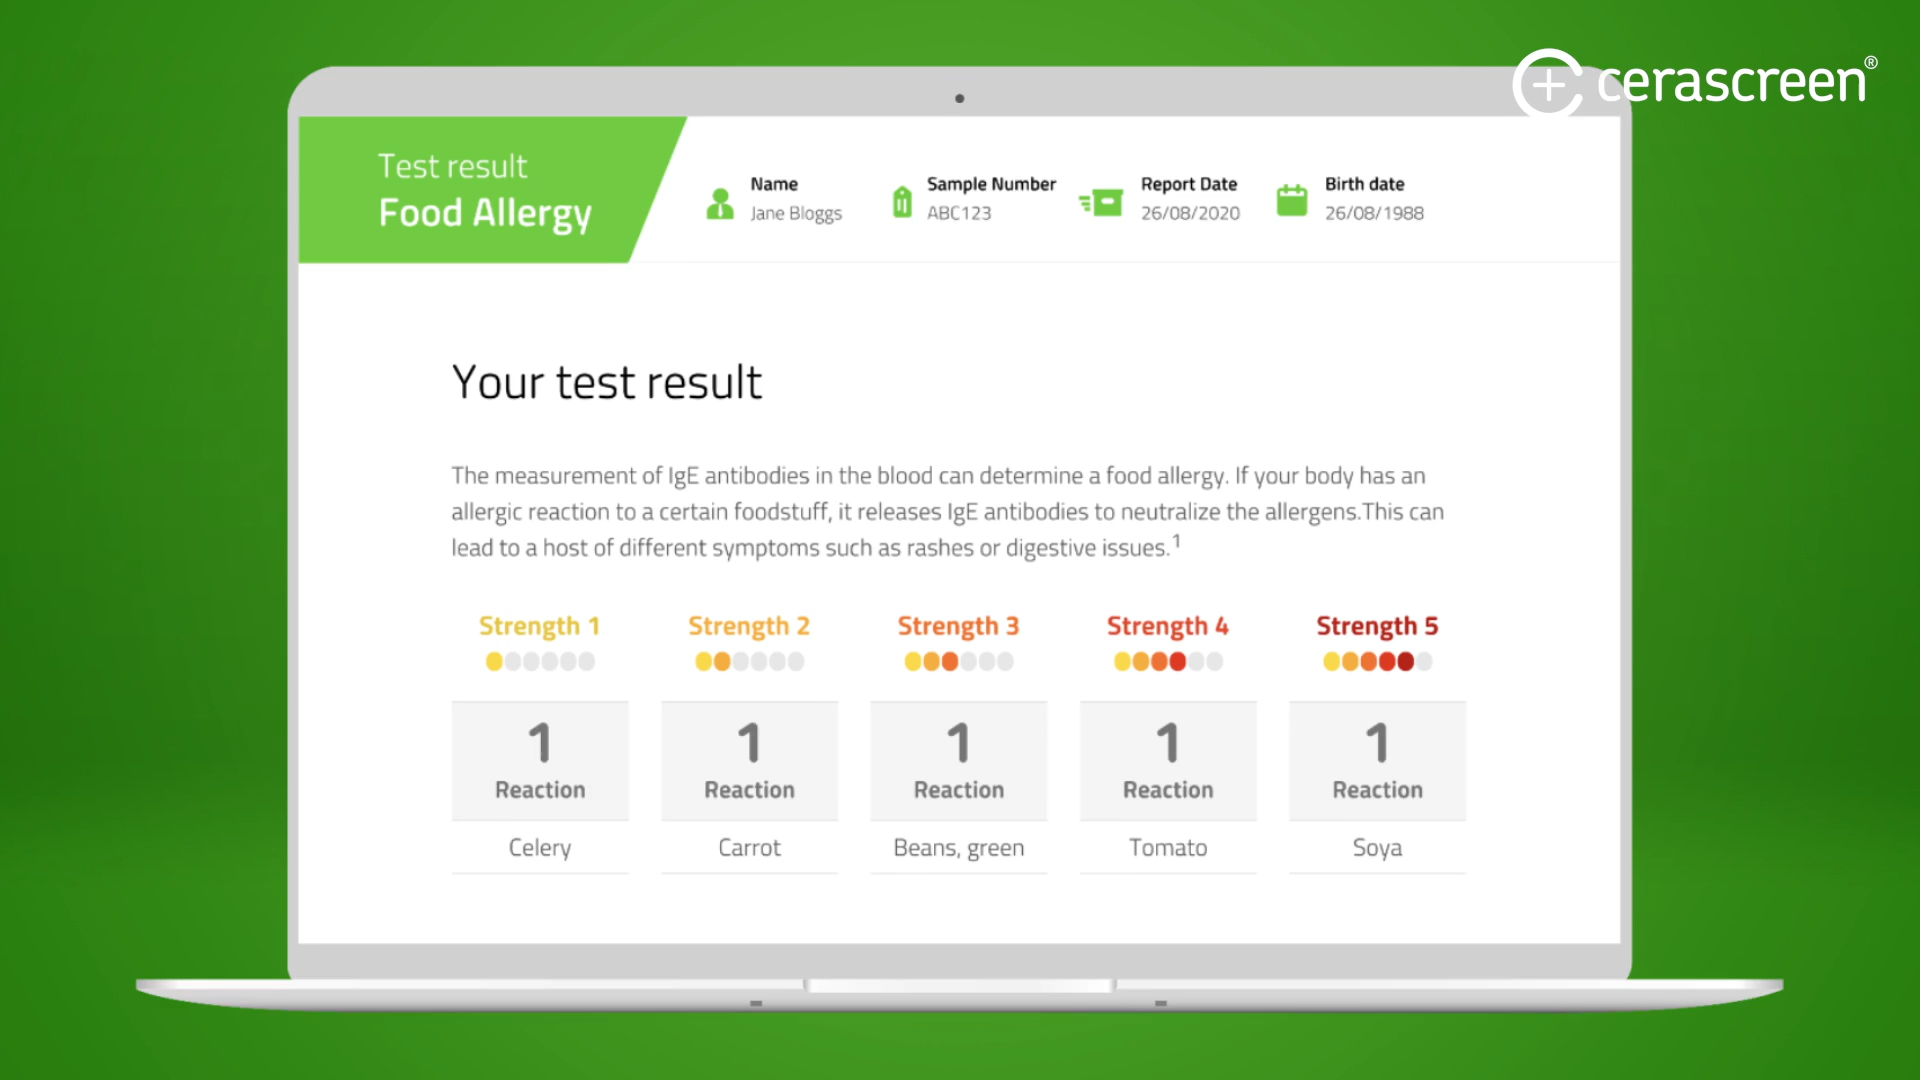 cerascreen®
Test result
Food Allergy
Name
Jane Bloggs
Sample Number
ABC123
Report Date
26/08/2020
Birth date
26/08/1988
Your test result
The measurement of IgE antibodies in the blood can determine a food allergy. If your body has an
allergic reaction to a certain foodstuff, it releases IgE antibodies to neutralize the allergens.This can
lead to a host of different symptoms such as rashes or digestive issues.¹
Strength 1
1
Reaction
Celery
Strength 2
1
Reaction
Carrot
Strength 3
1
Reaction
Beans, green
Strength 4
1
Reaction
Tomato
Strength 5
1
Reaction
Soya